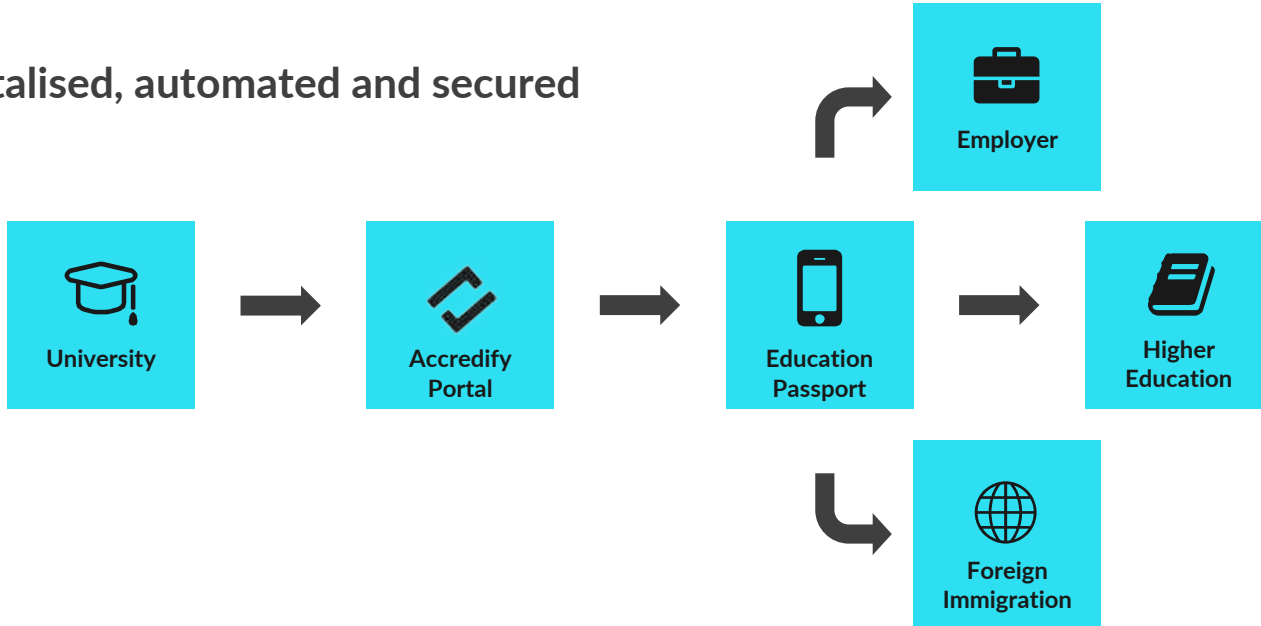 talised, automated and secured
Employer
University
Accredify
Portal
Education
Passport
Higher
Education
Foreign
Immigration